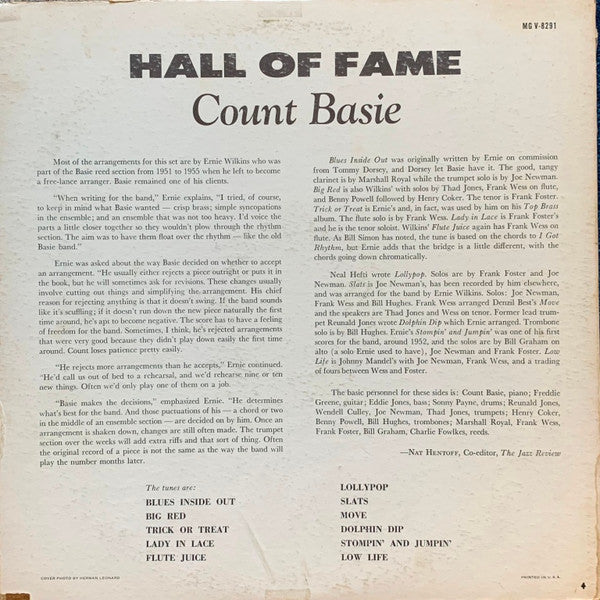 MG V-8291
HALL OF FAME
Count Basie
Most of the arrangements for this set are by Ernie Wilkins who was
part of the Basie reed section from 1951 to 1955 when he left to become
a free-lance arranger. Basie remained one of his clients.
"When writing for the band," Ernie explains, "I tried, of course,
to keep in mind what Basie wanted – crisp brass; simple syncopation
in the ensemble; and an ensemble that was not too heavy. I'd voice the
parts a little closer together so they wouldn't plow through the rhythm
section. The aim was to have them float over the rhythm – like the old
Basie band."
Ernie was asked about the way Basie decided on whether to accept
an arrangement. "He usually either rejects a piece outright or puts it in
the book, but he will sometimes ask for revisions. These changes usually
involve cutting out things and simplifying the arrangement. His chief
reason for rejecting anything is that it doesn't swing. If the band sounds
like it's scuffling; if it doesn't run down the new piece naturally the first
time around, he's apt to become negative. The score has to have a feeling
of freedom for the band. Sometimes, I think, he's rejected arrangements
that were very good because they didn't play down easily the first time
around. Count loses patience pretty easily.
"He rejects more arrangements than he accepts," Ernie continued.
"He'd call us out of bed to a rehearsal, and we'd rehearse nine or ten
new things. Often we'd only play one of them on a job.
"Basie makes the decisions," emphasized Ernie. "He determines
what's best for the band. And those puctuations of his — a chord or two
in the middle of an ensemble section — are decided on by him. Once an
arrangement is shaken down, changes are still often made. The trumpet
section over the weeks will add extra riffs and that sort of thing. Often
the original record of a piece is not the same as the way the band will
play the number months later.
Blues Inside Out was originally written by Ernie on commission
from Tommy Dorsey, and Dorsey let Basie have it. The good, tangy
clarinet is by Marshall Royal while the trumpet solo is by Joe Newman.
Big Red is also Wilkins' with solos by Thad Jones, Frank Wess on flute,
and Benny Powell followed by Henry Coker. The tenor is Frank Foster.
Trick or Treat is Ernie's and, in fact, was used by him on his Top Brass
album. The flute solo is by Frank Wess. Lady in Lace is Frank Foster's
and he is the tenor soloist. Wilkins' Flute Juice again has Frank Wess on
flute. As Bill Simon has noted, the tune is based on the chords to I Got
Rhythm, but Ernie adds that the bridge is a little different, with the
chords going down chromatically.
Neal Hefti wrote Lollypop. Solos are by Frank Foster and Joe
Newman. Slats is Joe Newman's, has been recorded by him elsewhere,
and was arranged for the band by Ernie Wilkins. Solos: Joe Newman,
Frank Wess and Bill Hughes. Frank Wess arranged Denzil Best's Move
and the speakers are Thad Jones and Wess on tenor. Former lead trum-
pet Reunald Jones wrote Dolphin Dip which Ernie arranged. Trombone
solo is by Bill Hughes. Ernie's Stompin' and Jumpin' was one of his first
scores for the band, around 1952, and the solos are by Bill Graham on
alto (a solo Ernie used to have), Joe Newman and Frank Foster. Low
Life is Johnny Mandel's with Joe Newman, Frank Wess, and a trading
of fours between Wess and Foster.
The basic personnel for these sides is: Count Basie, piano; Freddie
Greene, guitar; Eddie Jones, bass; Sonny Payne, drums; Reunald Jones,
Wendell Culley, Joe Newman, Thad Jones, trumpets; Henry Coker,
Benny Powell, Bill Hughes, trombones; Marshall Royal, Frank Wess,
Frank Foster, Bill Graham, Charlie Fowlkes, reeds.
—NAT HENTOFF, Co-editor, The Jazz Review
The tunes are:
BLUES INSIDE OUT
BIG RED
TRICK OR TREAT
LADY IN LACE
FLUTE JUICE
LOLLYPOP
SLATS
MOVE
DOLPHIN DIP
STOMPIN' AND JUMPIN'
LOW LIFE
COVER PHOTO BY HERMAN LEONARD
PRINTED IN U.S.A.
4